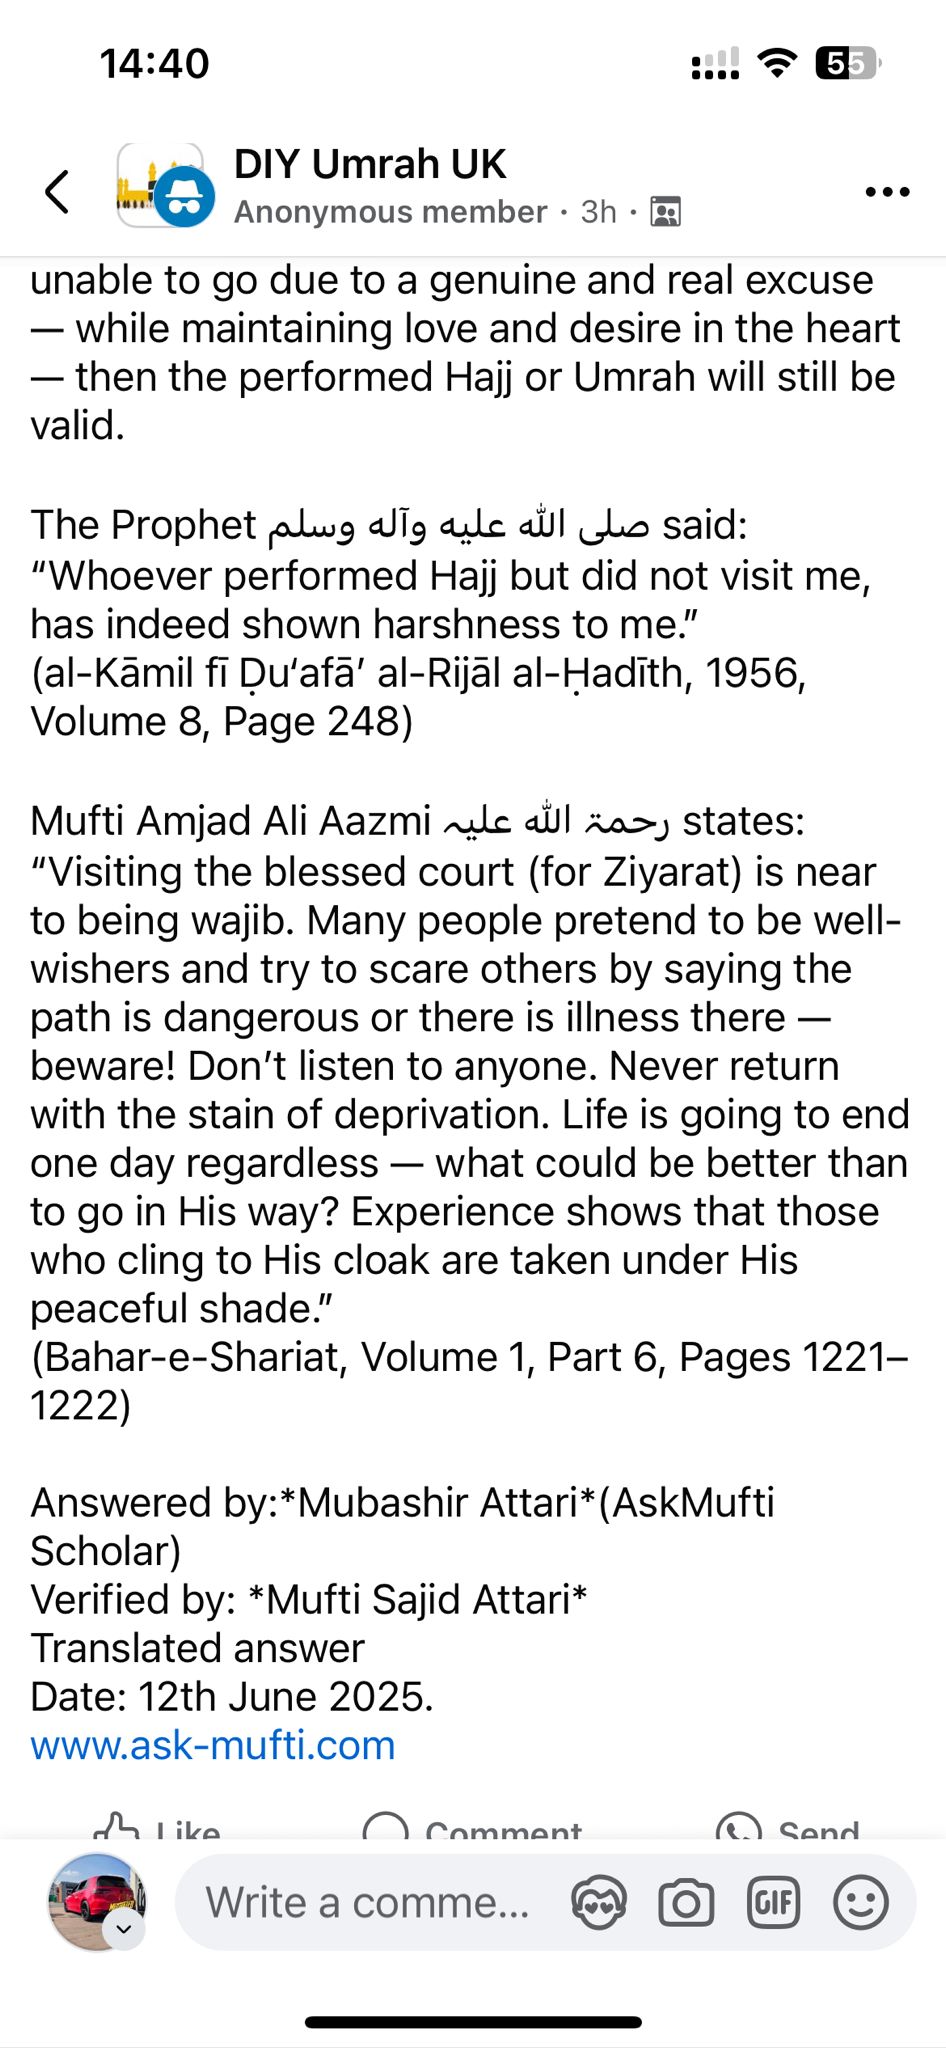 14:40
55
DIY Umrah UK
Anonymous member · 3h ·
unable to go due to a genuine and real excuse
— while maintaining love and desire in the heart
— then the performed Hajj or Umrah will still be
valid.
The Prophet صلى الله عليه وآله وسلم said:
“Whoever performed Hajj but did not visit me,
has indeed shown harshness to me.”
(al-Kāmil fī Ḍu‘afā’ al-Rijāl al-Ḥadīth, 1956,
Volume 8, Page 248)
Mufti Amjad Ali Aazmi رحمۃ اللہ علیہ states:
“Visiting the blessed court (for Ziyarat) is near
to being wajib. Many people pretend to be well-
wishers and try to scare others by saying the
path is dangerous or there is illness there —
beware! Don’t listen to anyone. Never return
with the stain of deprivation. Life is going to end
one day regardless — what could be better than
to go in His way? Experience shows that those
who cling to His cloak are taken under His
peaceful shade.”
(Bahar-e-Shariat, Volume 1, Part 6, Pages 1221–
1222)
Answered by:*Mubashir Attari*(AskMufti
Scholar)
Verified by: *Mufti Sajid Attari*
Translated answer
Date: 12th June 2025.
www.ask-mufti.com
Like Comment Send
Write a comme... GIF